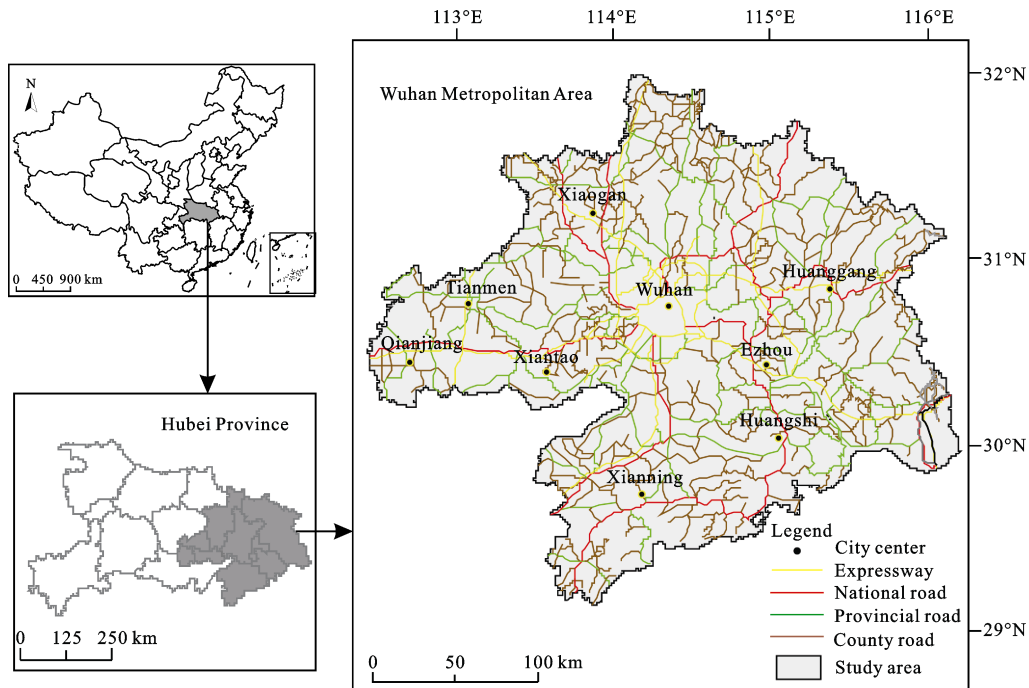 113°E
114°E
115°E
116°E
N
0 450 900 km
Hubei Province
0 125 250 km
Wuhan Metropolitan Area
32°N
31°N
30°N
29°N
Xiaogan
Huanggang
Tianmen
Wuhan
Qianjiang
Xiantao
Ezhou
Huangshi
Xianning
Legend
City center
Expressway
National road
Provincial road
County road
Study area
0 50 100 km